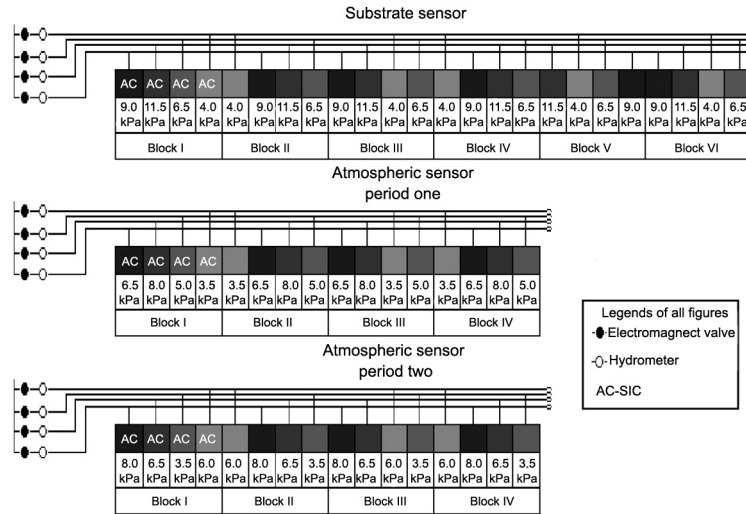 Substrate sensor
AC AC AC AC
9.0 11.5 6.5 4.0 4.0 9.0 11.5 6.5 9.0 11.5 4.0 6.5 4.0 9.0 11.5 6.5 11.5 4.0 6.5 9.0 9.0 11.5 4.0 6.5
kPa kPa kPa kPa kPa kPa kPa kPa kPa kPa kPa kPa kPa kPa kPa kPa kPa kPa kPa kPa kPa kPa kPa kPa
Block I Block II Block III Block IV Block V Block VI
Atmospheric sensor
period one
AC AC AC AC
6.5 8.0 5.0 3.5 3.5 6.5 8.0 5.0 6.5 8.0 3.5 5.0 3.5 6.5 8.0 5.0
kPa kPa kPa kPa kPa kPa kPa kPa kPa kPa kPa kPa kPa kPa kPa kPa
Block I Block II Block III Block IV
Legends of all figures
Electromagnect valve
Hydrometer
AC-SIC
Atmospheric sensor
period two
AC AC AC AC
8.0 6.5 3.5 6.0 6.0 8.0 6.5 3.5 8.0 6.5 6.0 3.5 6.0 8.0 6.5 3.5
kPa kPa kPa kPa kPa kPa kPa kPa kPa kPa kPa kPa kPa kPa kPa kPa
Block I Block II Block III Block IV